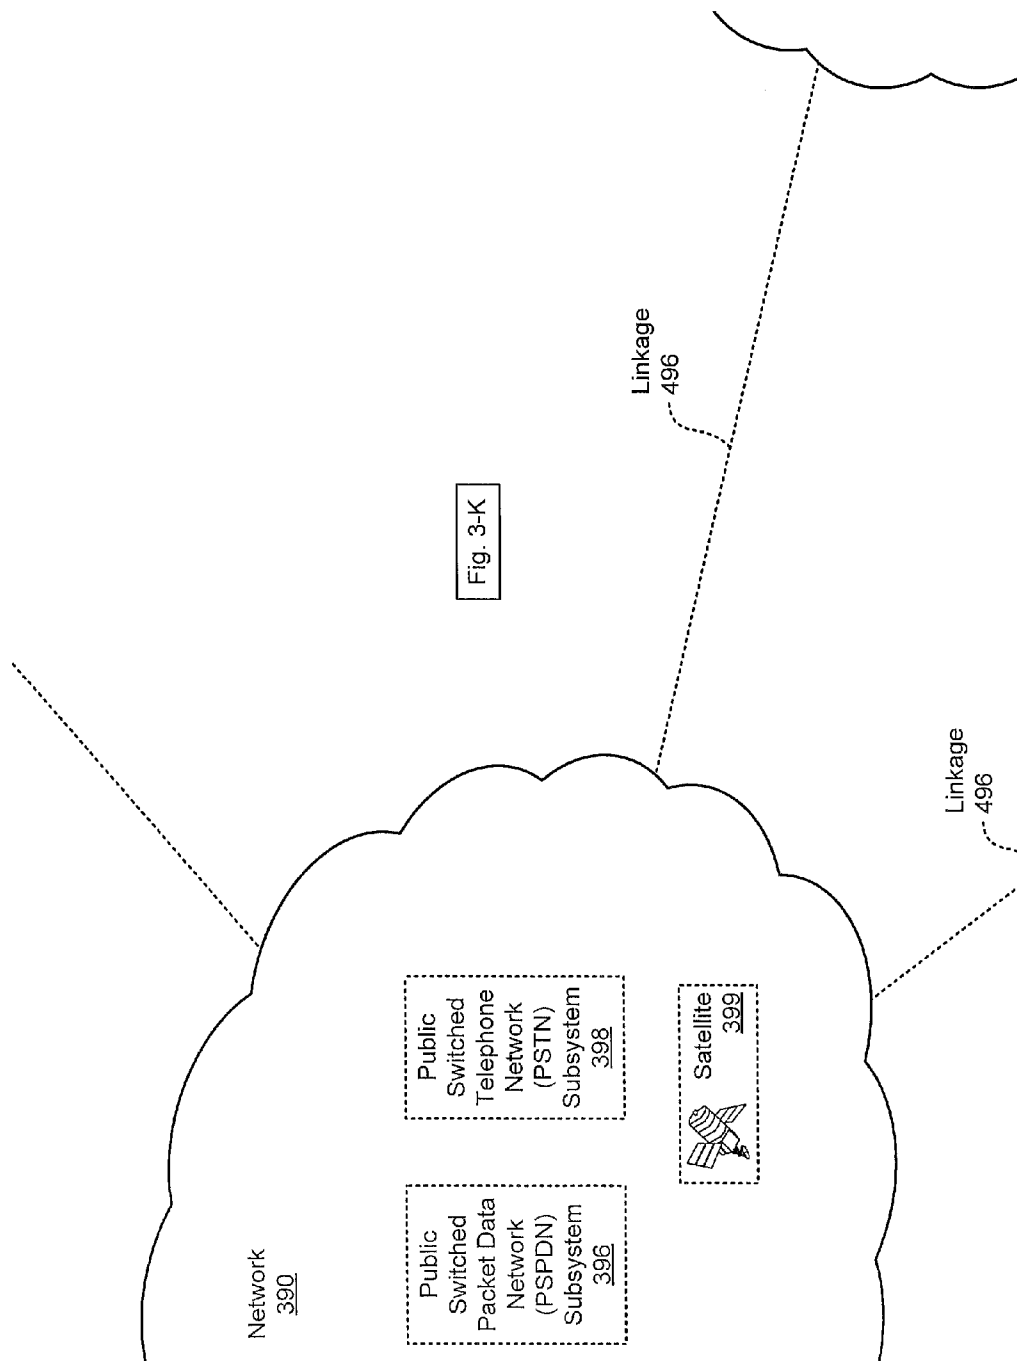 Network
390
Public
Switched
Packet Data
Network
(PSPDN)
Subsystem
396
Public
Switched
Telephone
Network
(PSTN)
Subsystem
398
Satellite
399
Fig. 3-K
Linkage
496
Linkage
496